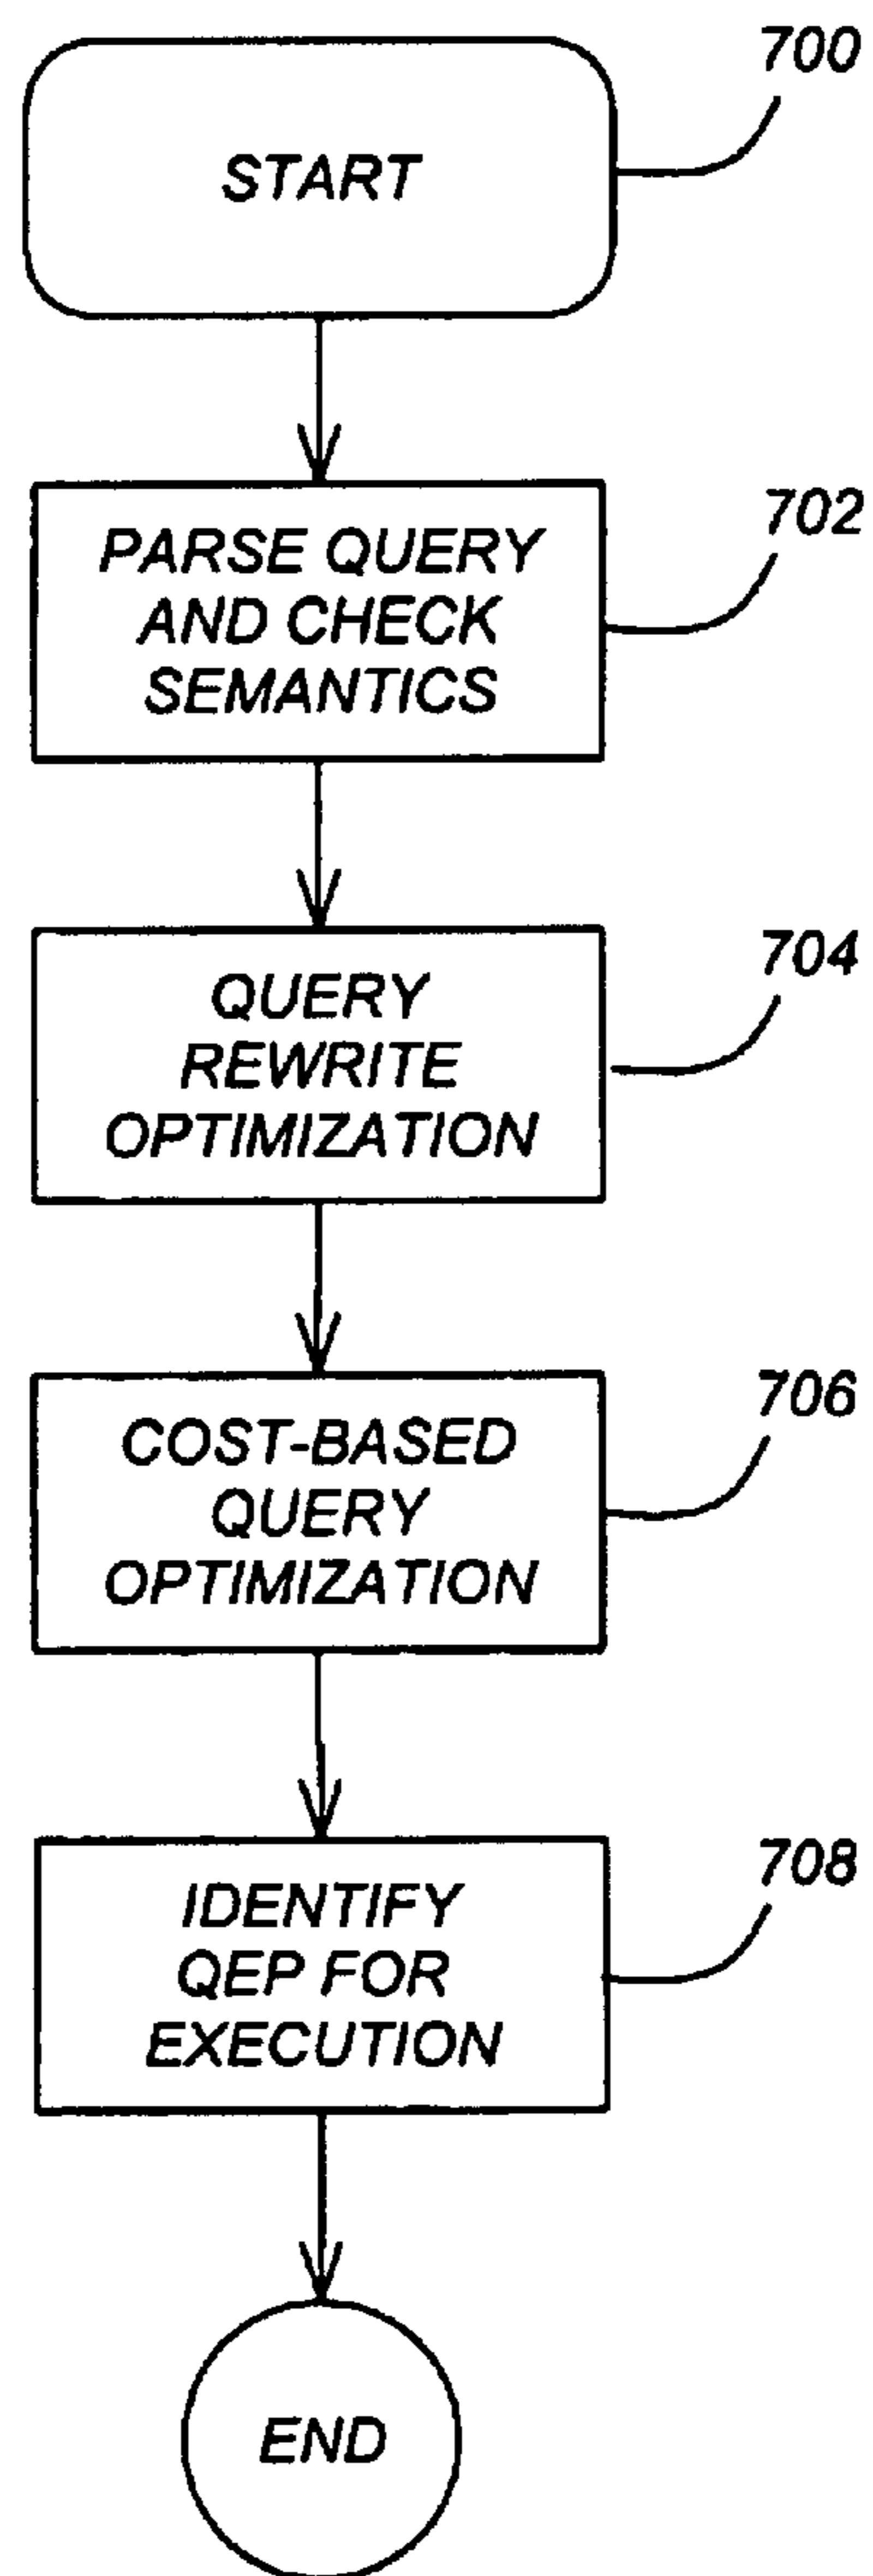 700
START
702
PARSE QUERY
AND CHECK
SEMANTICS
704
QUERY
REWRITE
OPTIMIZATION
706
COST-BASED
QUERY
OPTIMIZATION
708
IDENTIFY
QEP FOR
EXECUTION
END